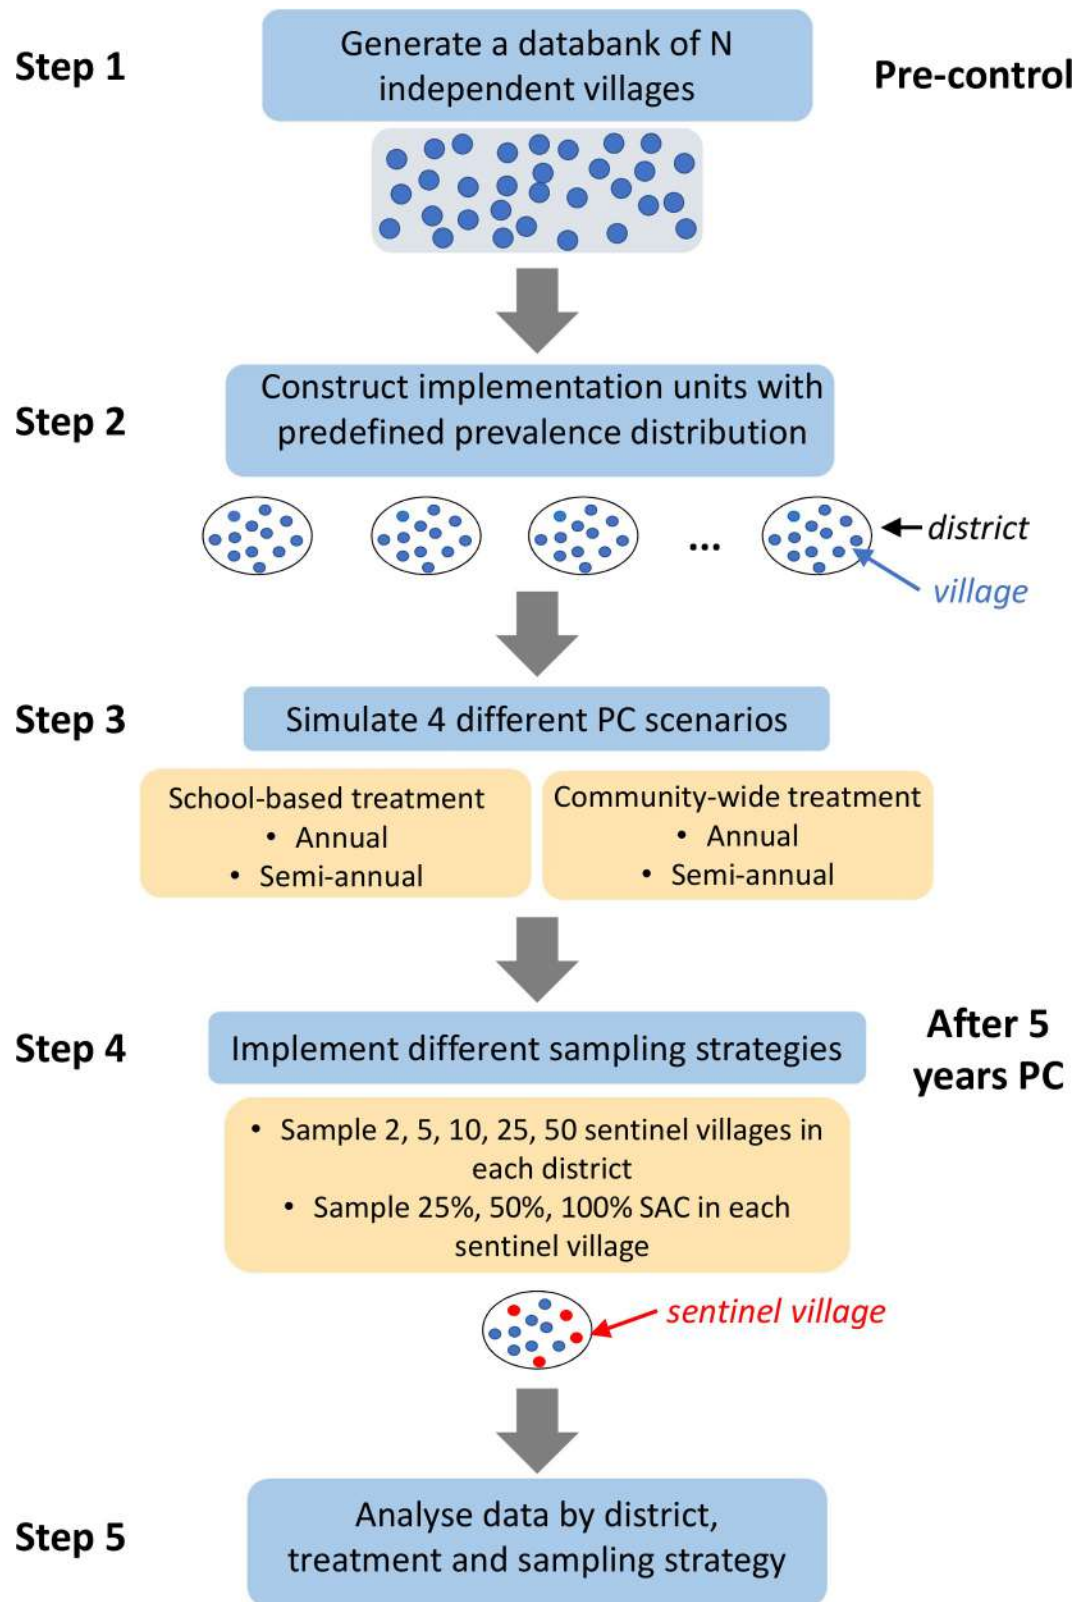 Step 1
Generate a databank of N
independent villages
Pre-control
Step 2
Construct implementation units with
predefined prevalence distribution
...
district
village
Step 3
Simulate 4 different PC scenarios
School-based treatment
• Annual
• Semi-annual
Community-wide treatment
• Annual
• Semi-annual
Step 4
Implement different sampling strategies
After 5
years PC
• Sample 2, 5, 10, 25, 50 sentinel villages in
each district
• Sample 25%, 50%, 100% SAC in each
sentinel village
sentinel village
Step 5
Analyse data by district,
treatment and sampling strategy